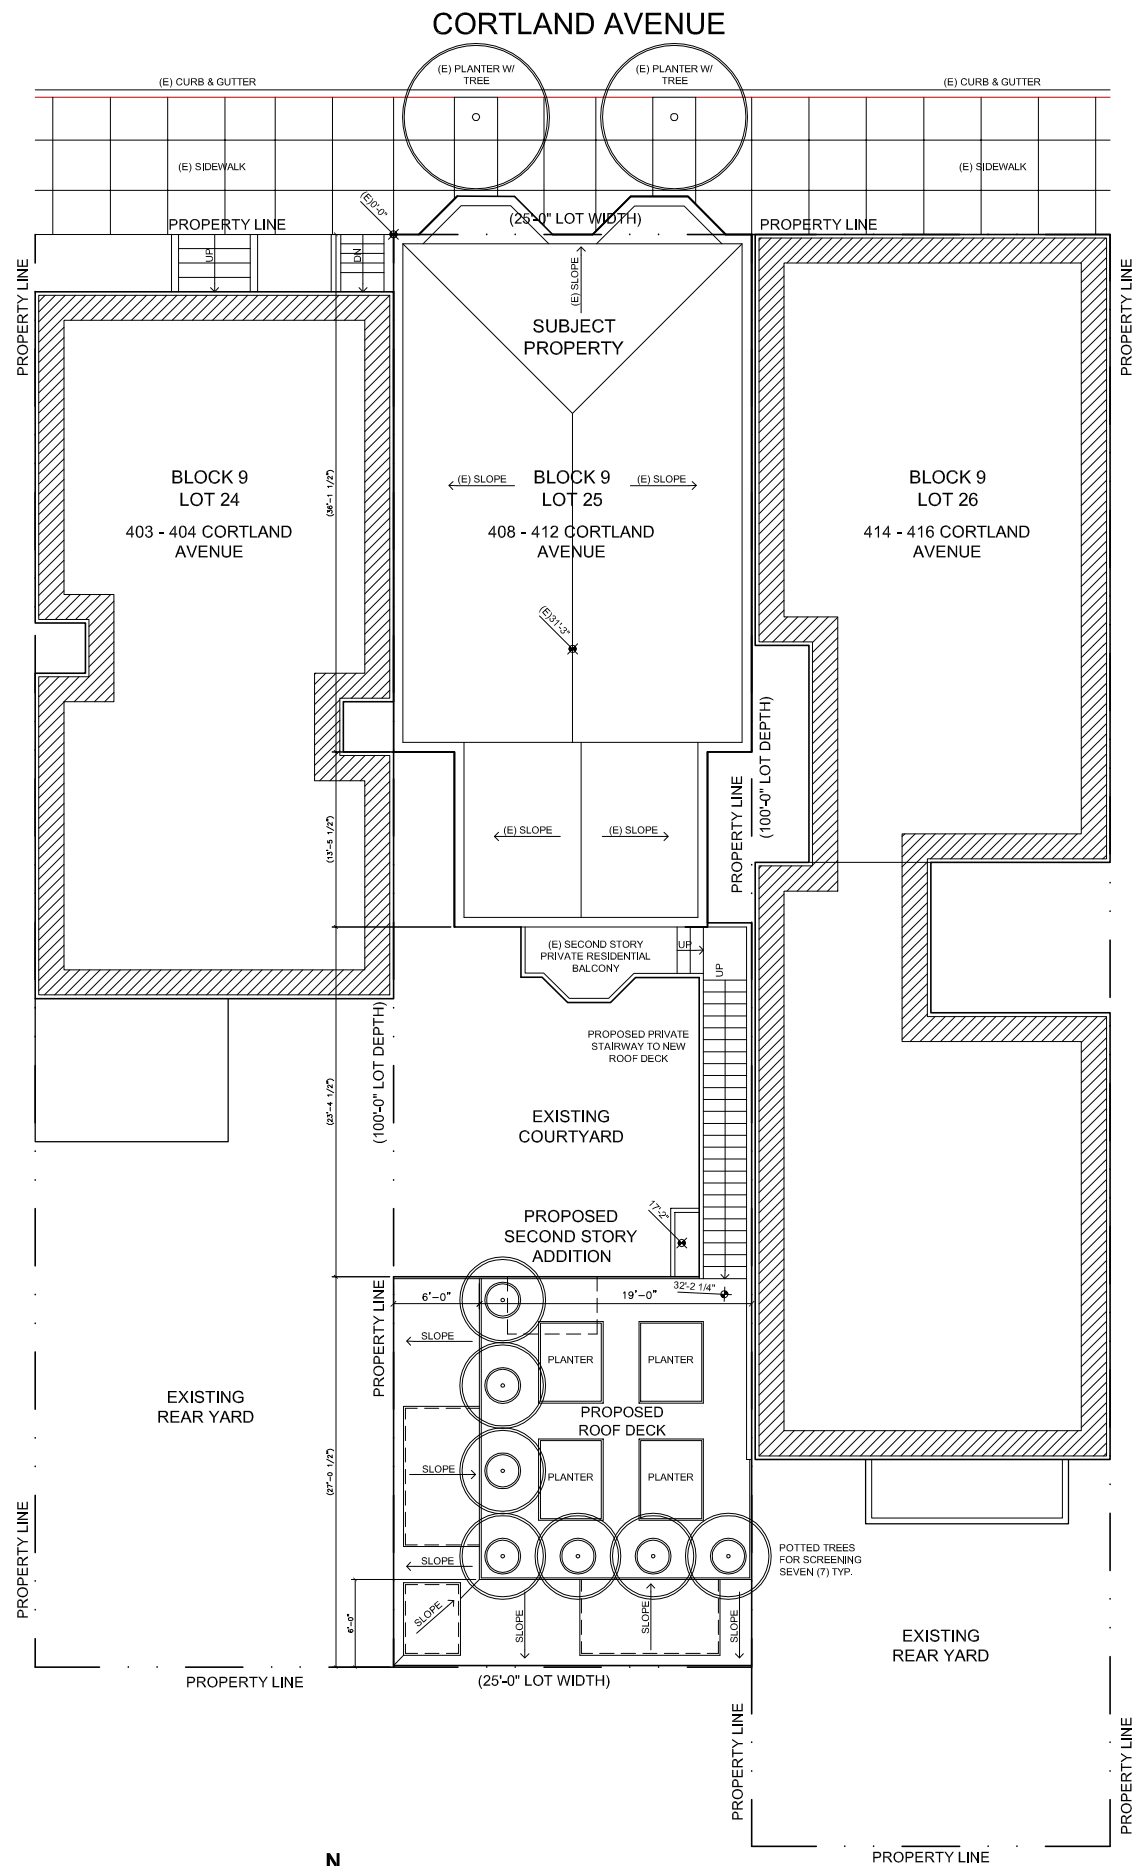 CORTLAND AVENUE
(E) PLANTER W/
TREE
(E) PLANTER W/
TREE
(E) CURB & GUTTER
(E) CURB & GUTTER
(E) SIDEWALK
(E) SIDEWALK
(E)0'-0"
PROPERTY LINE
(25'-0" LOT WIDTH)
PROPERTY LINE
UP
DN
(E) SLOPE
PROPERTY LINE
PROPERTY LINE
SUBJECT
PROPERTY
BLOCK 9
LOT 24
403 - 404 CORTLAND
AVENUE
(36'-1 1/2")
(E) SLOPE
BLOCK 9
LOT 25
(E) SLOPE
408 - 412 CORTLAND
AVENUE
BLOCK 9
LOT 26
414 - 416 CORTLAND
AVENUE
(E)31'-3"
(100'-0" LOT DEPTH)
PROPERTY LINE
(13'-5 1/2")
(E) SLOPE
(E) SLOPE
(E) SECOND STORY
PRIVATE RESIDENTIAL
BALCONY
UP
UP
PROPOSED PRIVATE
STAIRWAY TO NEW
ROOF DECK
(100'-0" LOT DEPTH)
(23'-4 1/2")
EXISTING
COURTYARD
17'-2"
PROPOSED
SECOND STORY
ADDITION
32'-2 1/4"
6'-0"
19'-0"
PROPERTY LINE
SLOPE
PLANTER
PLANTER
EXISTING
REAR YARD
PROPOSED
ROOF DECK
SLOPE
PLANTER
PLANTER
(27'-0 1/2")
PROPERTY LINE
SLOPE
POTTED TREES
FOR SCREENING
SEVEN (7) TYP.
6'-0"
SLOPE
SLOPE
SLOPE
SLOPE
EXISTING
REAR YARD
PROPERTY LINE
(25'-0" LOT WIDTH)
PROPERTY LINE
PROPERTY LINE
N
PROPERTY LINE